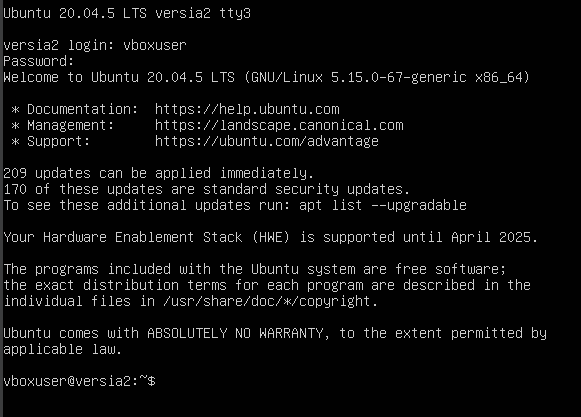 Ubuntu 20.04.5 LTS versia2 tty3
versia2 login: vboxuser
Password:
Welcome to Ubuntu 20.04.5 LTS (GNU/Linux 5.15.0-67-generic x86_64)
* Documentation:  https://help.ubuntu.com
* Management:     https://landscape.canonical.com
* Support:        https://ubuntu.com/advantage
209 updates can be applied immediately.
170 of these updates are standard security updates.
To see these additional updates run: apt list --upgradable
Your Hardware Enablement Stack (HWE) is supported until April 2025.
The programs included with the Ubuntu system are free software;
the exact distribution terms for each program are described in the
individual files in /usr/share/doc/*/copyright.
Ubuntu comes with ABSOLUTELY NO WARRANTY, to the extent permitted by
applicable law.
vboxuser@versia2:~$